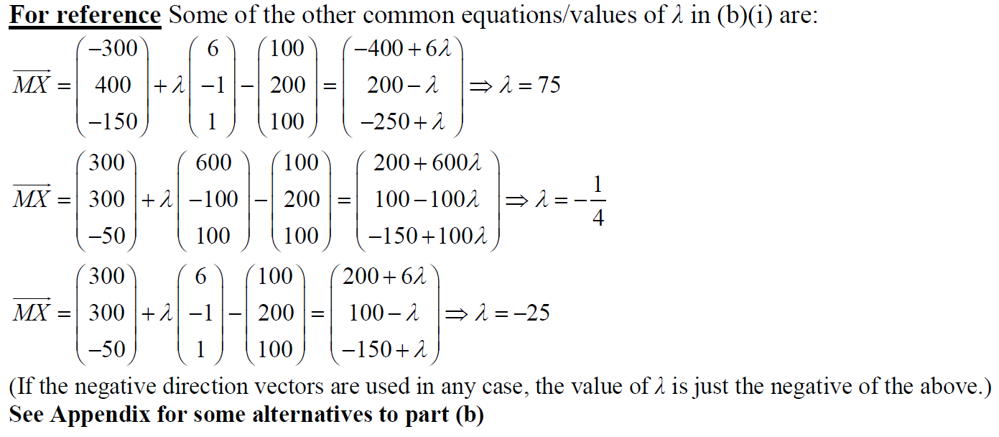 For reference Some of the other common equations/values of λ in (b)(i) are:
$\overrightarrow{MX} = \begin{pmatrix} -300 \\ 400 \\ -150 \end{pmatrix} + \lambda \begin{pmatrix} 6 \\ -1 \\ 1 \end{pmatrix} - \begin{pmatrix} 100 \\ 200 \\ 100 \end{pmatrix} = \begin{pmatrix} -400 + 6\lambda \\ 200 - \lambda \\ -250 + \lambda \end{pmatrix} \Rightarrow \lambda = 75$
$\overrightarrow{MX} = \begin{pmatrix} 300 \\ 300 \\ -50 \end{pmatrix} + \lambda \begin{pmatrix} 600 \\ -100 \\ 100 \end{pmatrix} - \begin{pmatrix} 100 \\ 200 \\ 100 \end{pmatrix} = \begin{pmatrix} 200 + 600\lambda \\ 100 - 100\lambda \\ -150 + 100\lambda \end{pmatrix} \Rightarrow \lambda = -\frac{1}{4}$
$\overrightarrow{MX} = \begin{pmatrix} 300 \\ 300 \\ -50 \end{pmatrix} + \lambda \begin{pmatrix} 6 \\ -1 \\ 1 \end{pmatrix} - \begin{pmatrix} 100 \\ 200 \\ 100 \end{pmatrix} = \begin{pmatrix} 200 + 6\lambda \\ 100 - \lambda \\ -150 + \lambda \end{pmatrix} \Rightarrow \lambda = -25$
(If the negative direction vectors are used in any case, the value of λ is just the negative of the above.)
See Appendix for some alternatives to part (b)